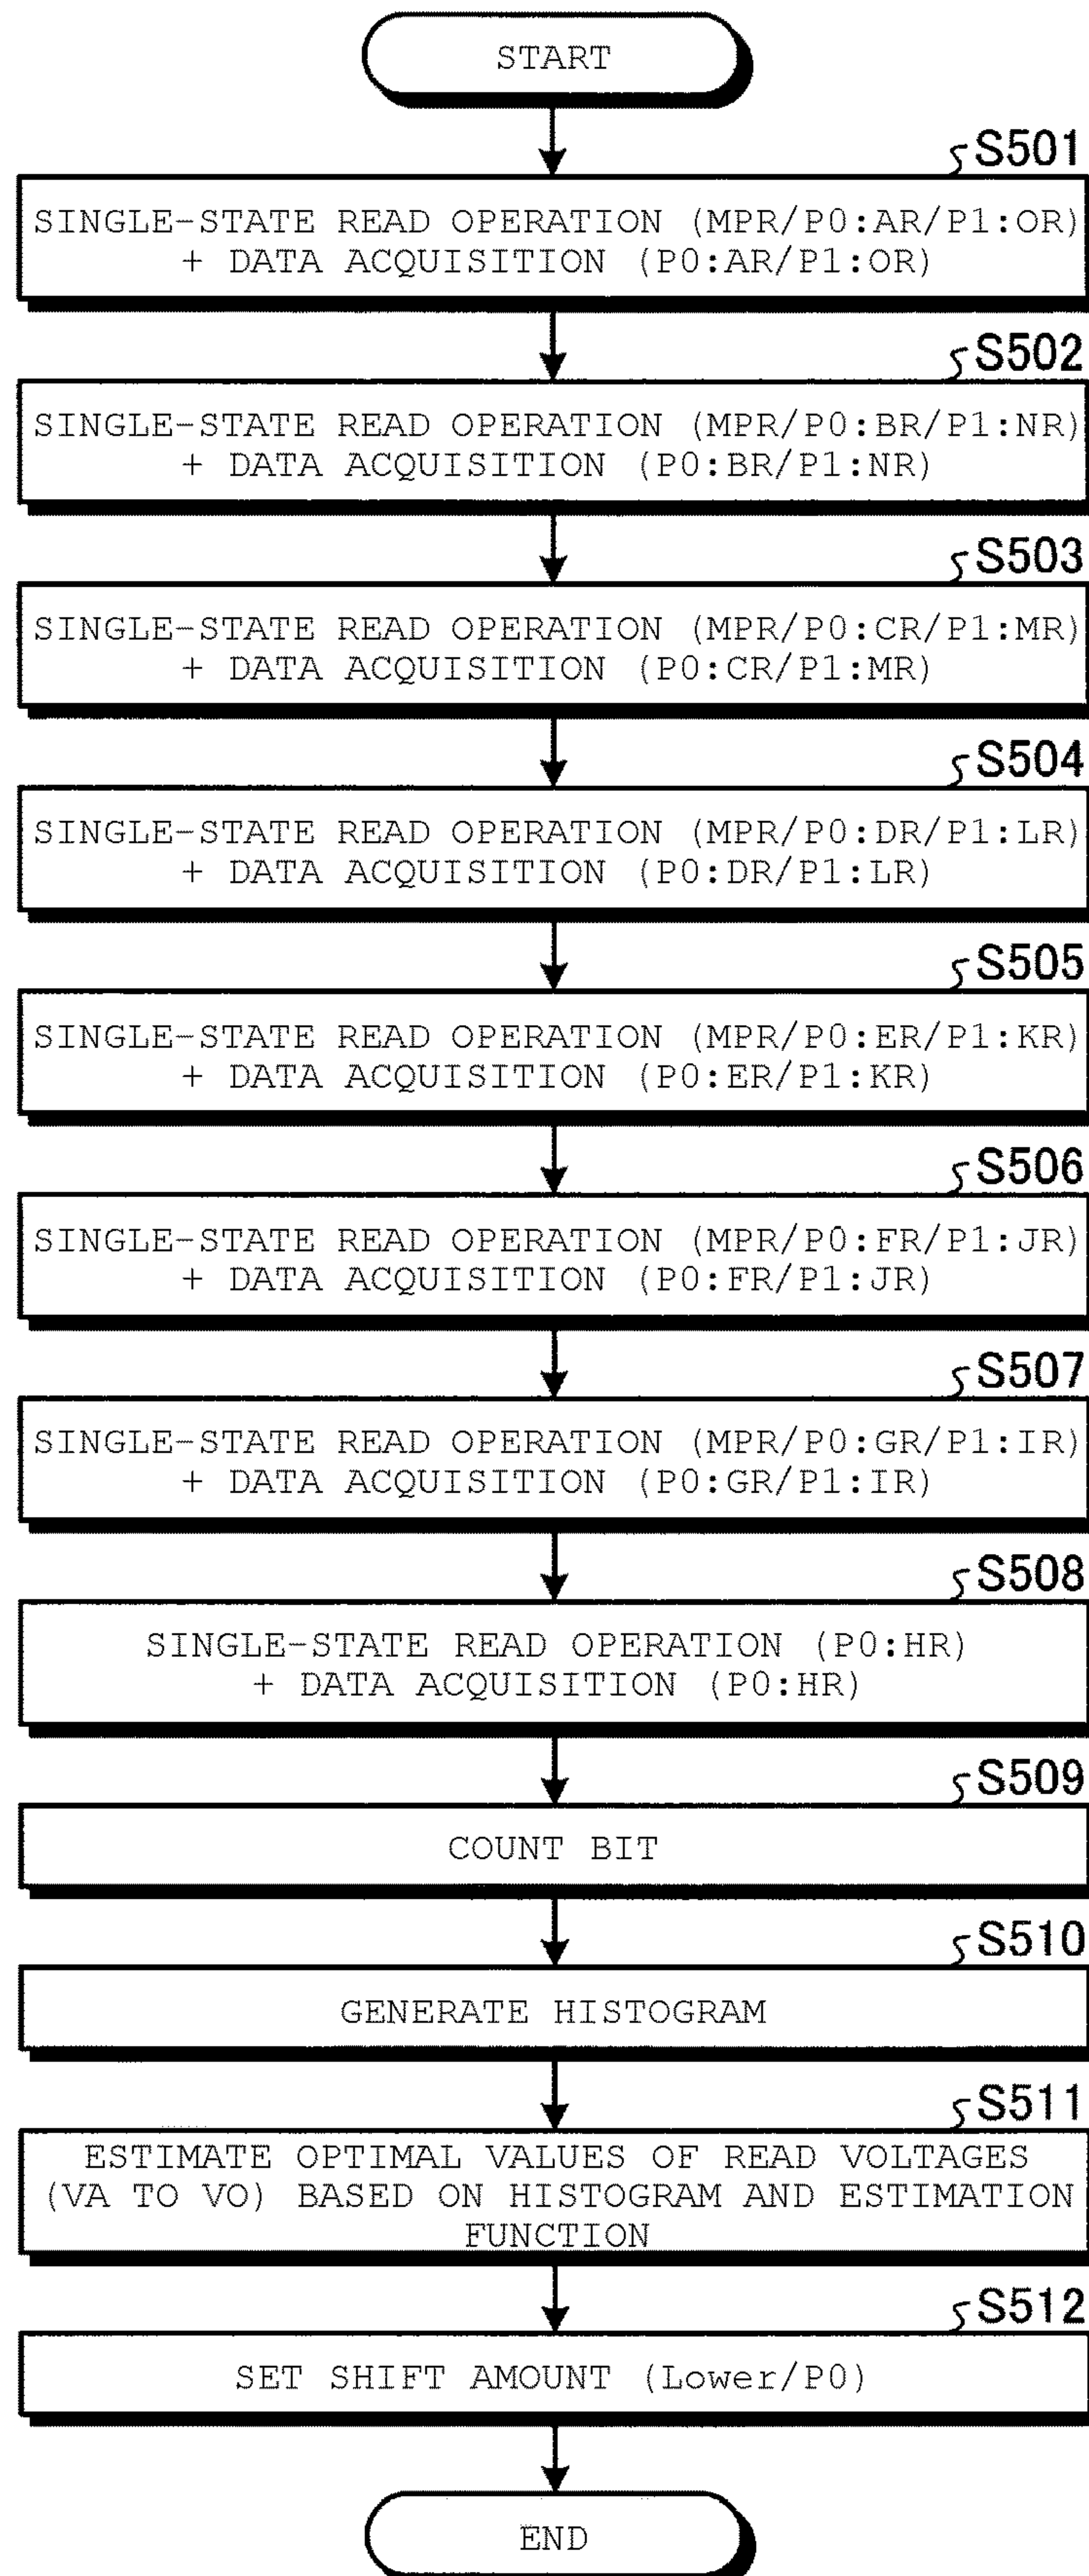 START
S501
SINGLE-STATE READ OPERATION (MPR/P0:AR/P1:OR)
+ DATA ACQUISITION (P0:AR/P1:OR)
S502
SINGLE-STATE READ OPERATION (MPR/P0:BR/P1:NR)
+ DATA ACQUISITION (P0:BR/P1:NR)
S503
SINGLE-STATE READ OPERATION (MPR/P0:CR/P1:MR)
+ DATA ACQUISITION (P0:CR/P1:MR)
S504
SINGLE-STATE READ OPERATION (MPR/P0:DR/P1:LR)
+ DATA ACQUISITION (P0:DR/P1:LR)
S505
SINGLE-STATE READ OPERATION (MPR/P0:ER/P1:KR)
+ DATA ACQUISITION (P0:ER/P1:KR)
S506
SINGLE-STATE READ OPERATION (MPR/P0:FR/P1:JR)
+ DATA ACQUISITION (P0:FR/P1:JR)
S507
SINGLE-STATE READ OPERATION (MPR/P0:GR/P1:IR)
+ DATA ACQUISITION (P0:GR/P1:IR)
S508
SINGLE-STATE READ OPERATION (P0:HR)
+ DATA ACQUISITION (P0:HR)
S509
COUNT BIT
S510
GENERATE HISTOGRAM
S511
ESTIMATE OPTIMAL VALUES OF READ VOLTAGES
(VA TO VO) BASED ON HISTOGRAM AND ESTIMATION
FUNCTION
S512
SET SHIFT AMOUNT (Lower/P0)
END